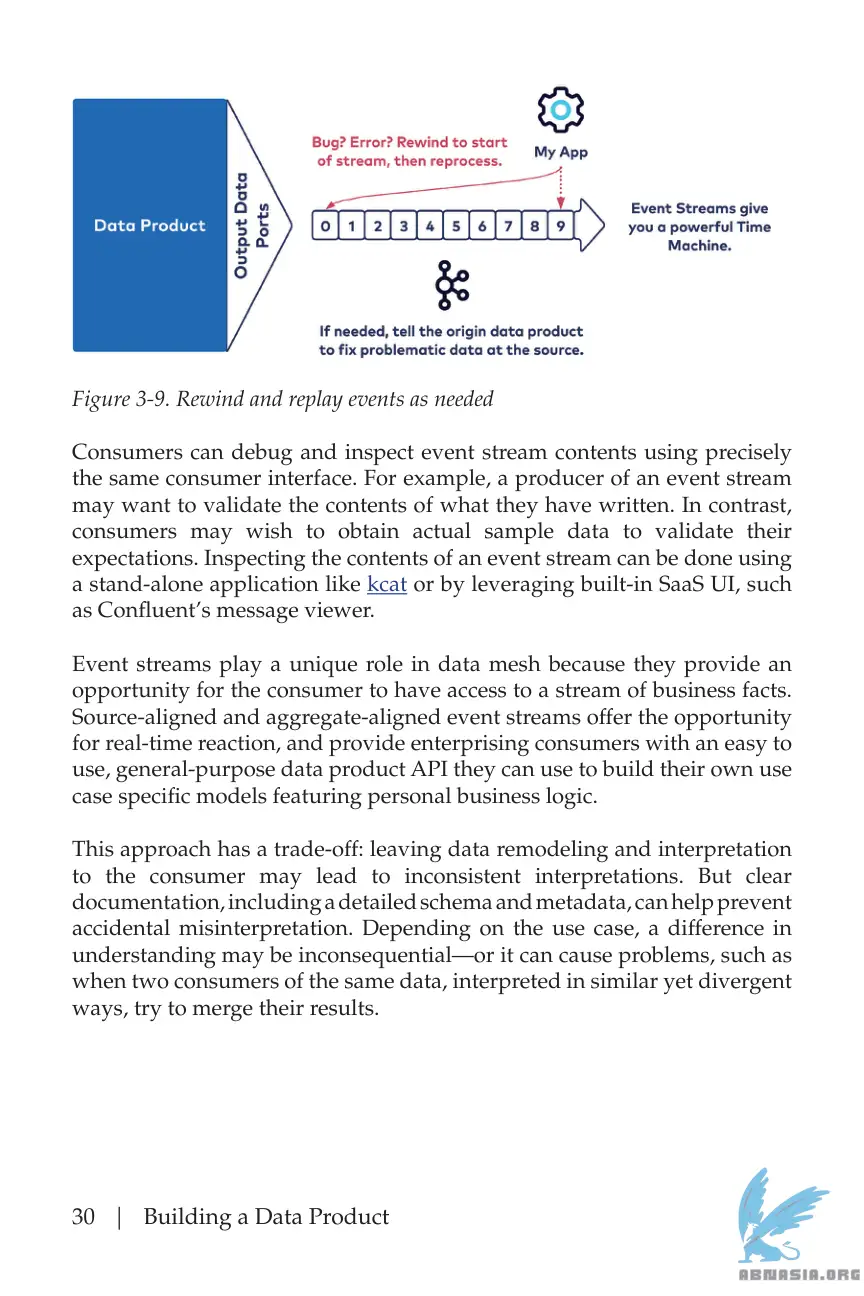 Bug? Error? Rewind to start
of stream, then reprocess.
My App
Data Product
Output Data
Ports
0 1 2 3 4 5 6 7 8 9
Event Streams give
you a powerful Time
Machine.
If needed, tell the origin data product
to fix problematic data at the source.
Figure 3-9. Rewind and replay events as needed
Consumers can debug and inspect event stream contents using precisely
the same consumer interface. For example, a producer of an event stream
may want to validate the contents of what they have written. In contrast,
consumers may wish to obtain actual sample data to validate their
expectations. Inspecting the contents of an event stream can be done using
a stand-alone application like kcat or by leveraging built-in SaaS UI, such
as Confluent’s message viewer.
Event streams play a unique role in data mesh because they provide an
opportunity for the consumer to have access to a stream of business facts.
Source-aligned and aggregate-aligned event streams offer the opportunity
for real-time reaction, and provide enterprising consumers with an easy to
use, general-purpose data product API they can use to build their own use
case specific models featuring personal business logic.
This approach has a trade-off: leaving data remodeling and interpretation
to the consumer may lead to inconsistent interpretations. But clear
documentation, including a detailed schema and metadata, can help prevent
accidental misinterpretation. Depending on the use case, a difference in
understanding may be inconsequential—or it can cause problems, such as
when two consumers of the same data, interpreted in similar yet divergent
ways, try to merge their results.
30 | Building a Data Product
ABNASIA.ORG